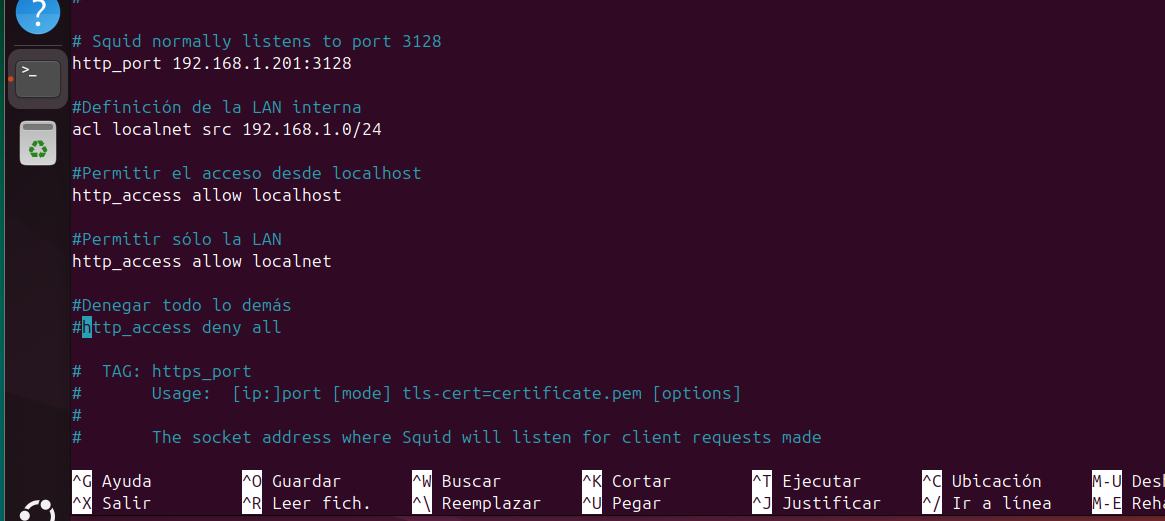 ?
#
# Squid normally listens to port 3128
http_port 192.168.1.201:3128
>_
#Definición de la LAN interna
acl localnet src 192.168.1.0/24
#Permitir el acceso desde localhost
http_access allow localhost
#Permitir sólo la LAN
http_access allow localnet
#Denegar todo lo demás
#http_access deny all
#  TAG: https_port
#       Usage:  [ip:]port [mode] tls-cert=certificate.pem [options]
#
#       The socket address where Squid will listen for client requests made
^G Ayuda ^O Guardar ^W Buscar ^K Cortar ^T Ejecutar ^C Ubicación M-U Des
^X Salir ^R Leer fich. ^\ Reemplazar ^U Pegar ^J Justificar ^/ Ir a línea M-E Reh